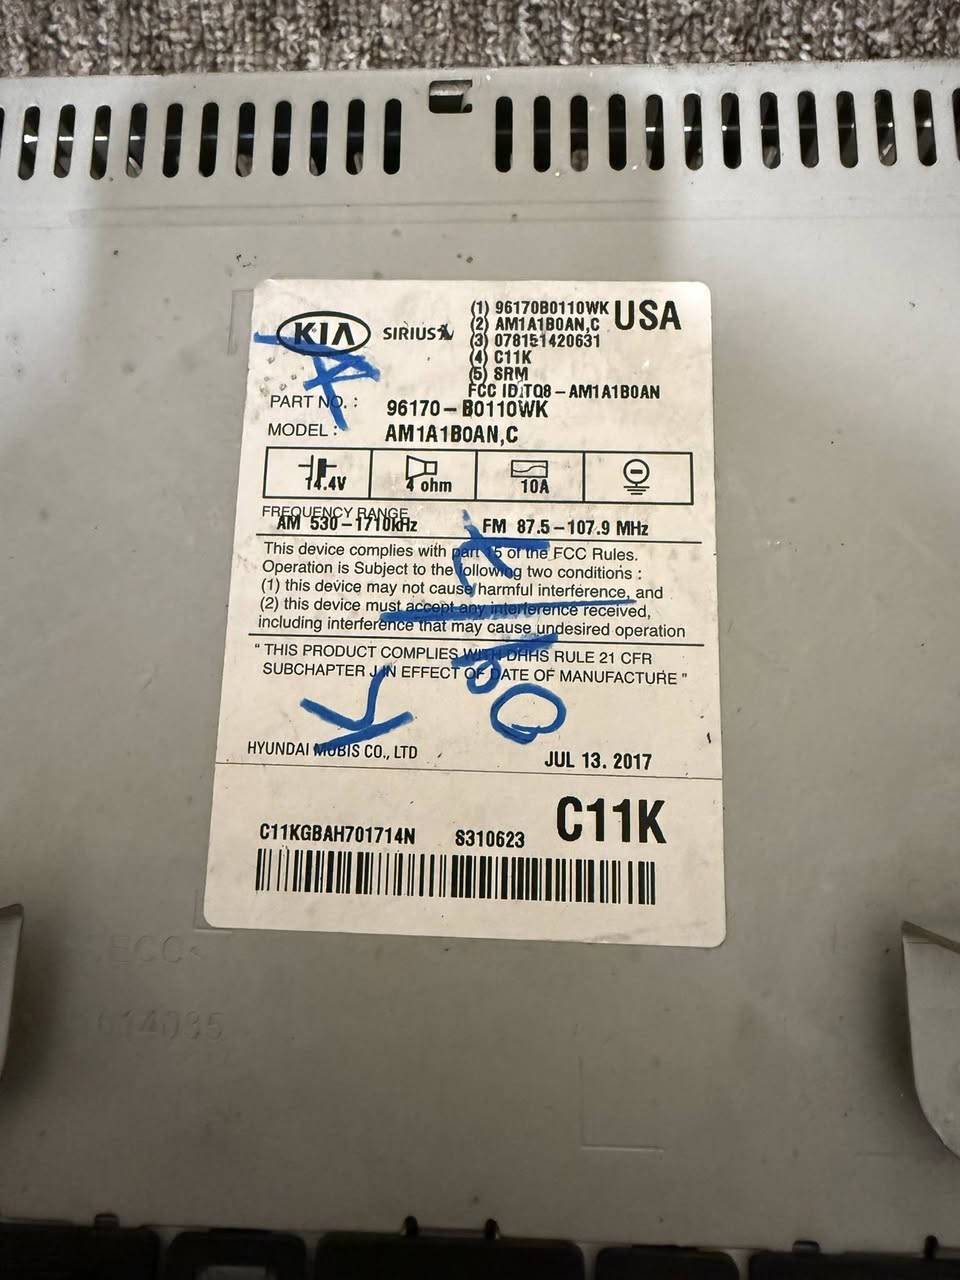 KIA SIRIUS
(1) 96170B0110WK
USA
(2) AM1A1B0AN,C
(3) 078151420631
(4) C11K
(5) SRM
FCC ID:TQ8-AM1A1B0AN
PART NO. : 96170-B0110WK
MODEL : AM1A1B0AN,C
14.4V 4 ohm 10A
FREQUENCY RANGE
AM 530-1710kHz FM 87.5-107.9 MHz
This device complies with part 15 of the FCC Rules.
Operation is Subject to the following two conditions :
(1) this device may not cause harmful interference, and
(2) this device must accept any interference received,
including interference that may cause undesired operation
" THIS PRODUCT COMPLIES WITH DHHS RULE 21 CFR
SUBCHAPTER J IN EFFECT OF DATE OF MANUFACTURE "
HYUNDAI MOBIS CO., LTD JUL 13. 2017
C11KGBAH701714N S310623 C11K